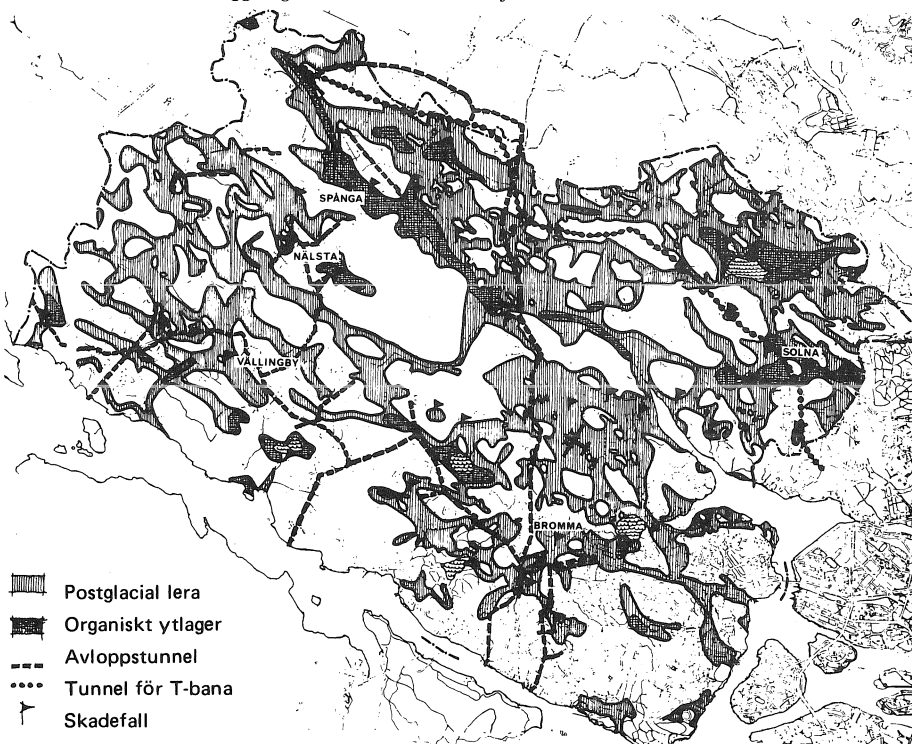 SPÅNGA
NÄLSTA
VÄLLINGBY
SOLNA
BROMMA
Postglacial lera
Organiskt ytlager
Avloppstunnel
Tunnel för T-bana
Skadefall